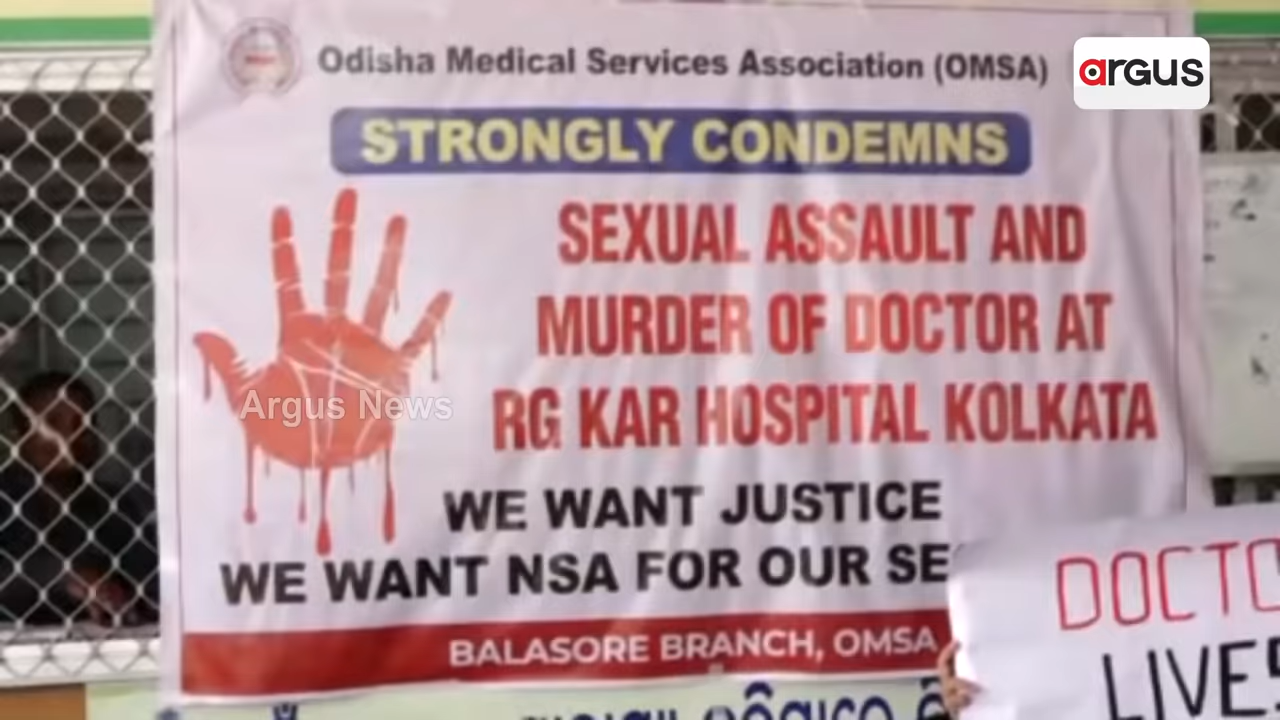 Odisha Medical Services Association (OMSA)
argus
STRONGLY CONDEMNS
SEXUAL ASSAULT AND
MURDER OF DOCTOR AT
RG KAR HOSPITAL KOLKATA
Argus News
WE WANT JUSTICE
WE WANT NSA FOR OUR SE
BALASORE BRANCH, OMSA
DOCTO
LIVES